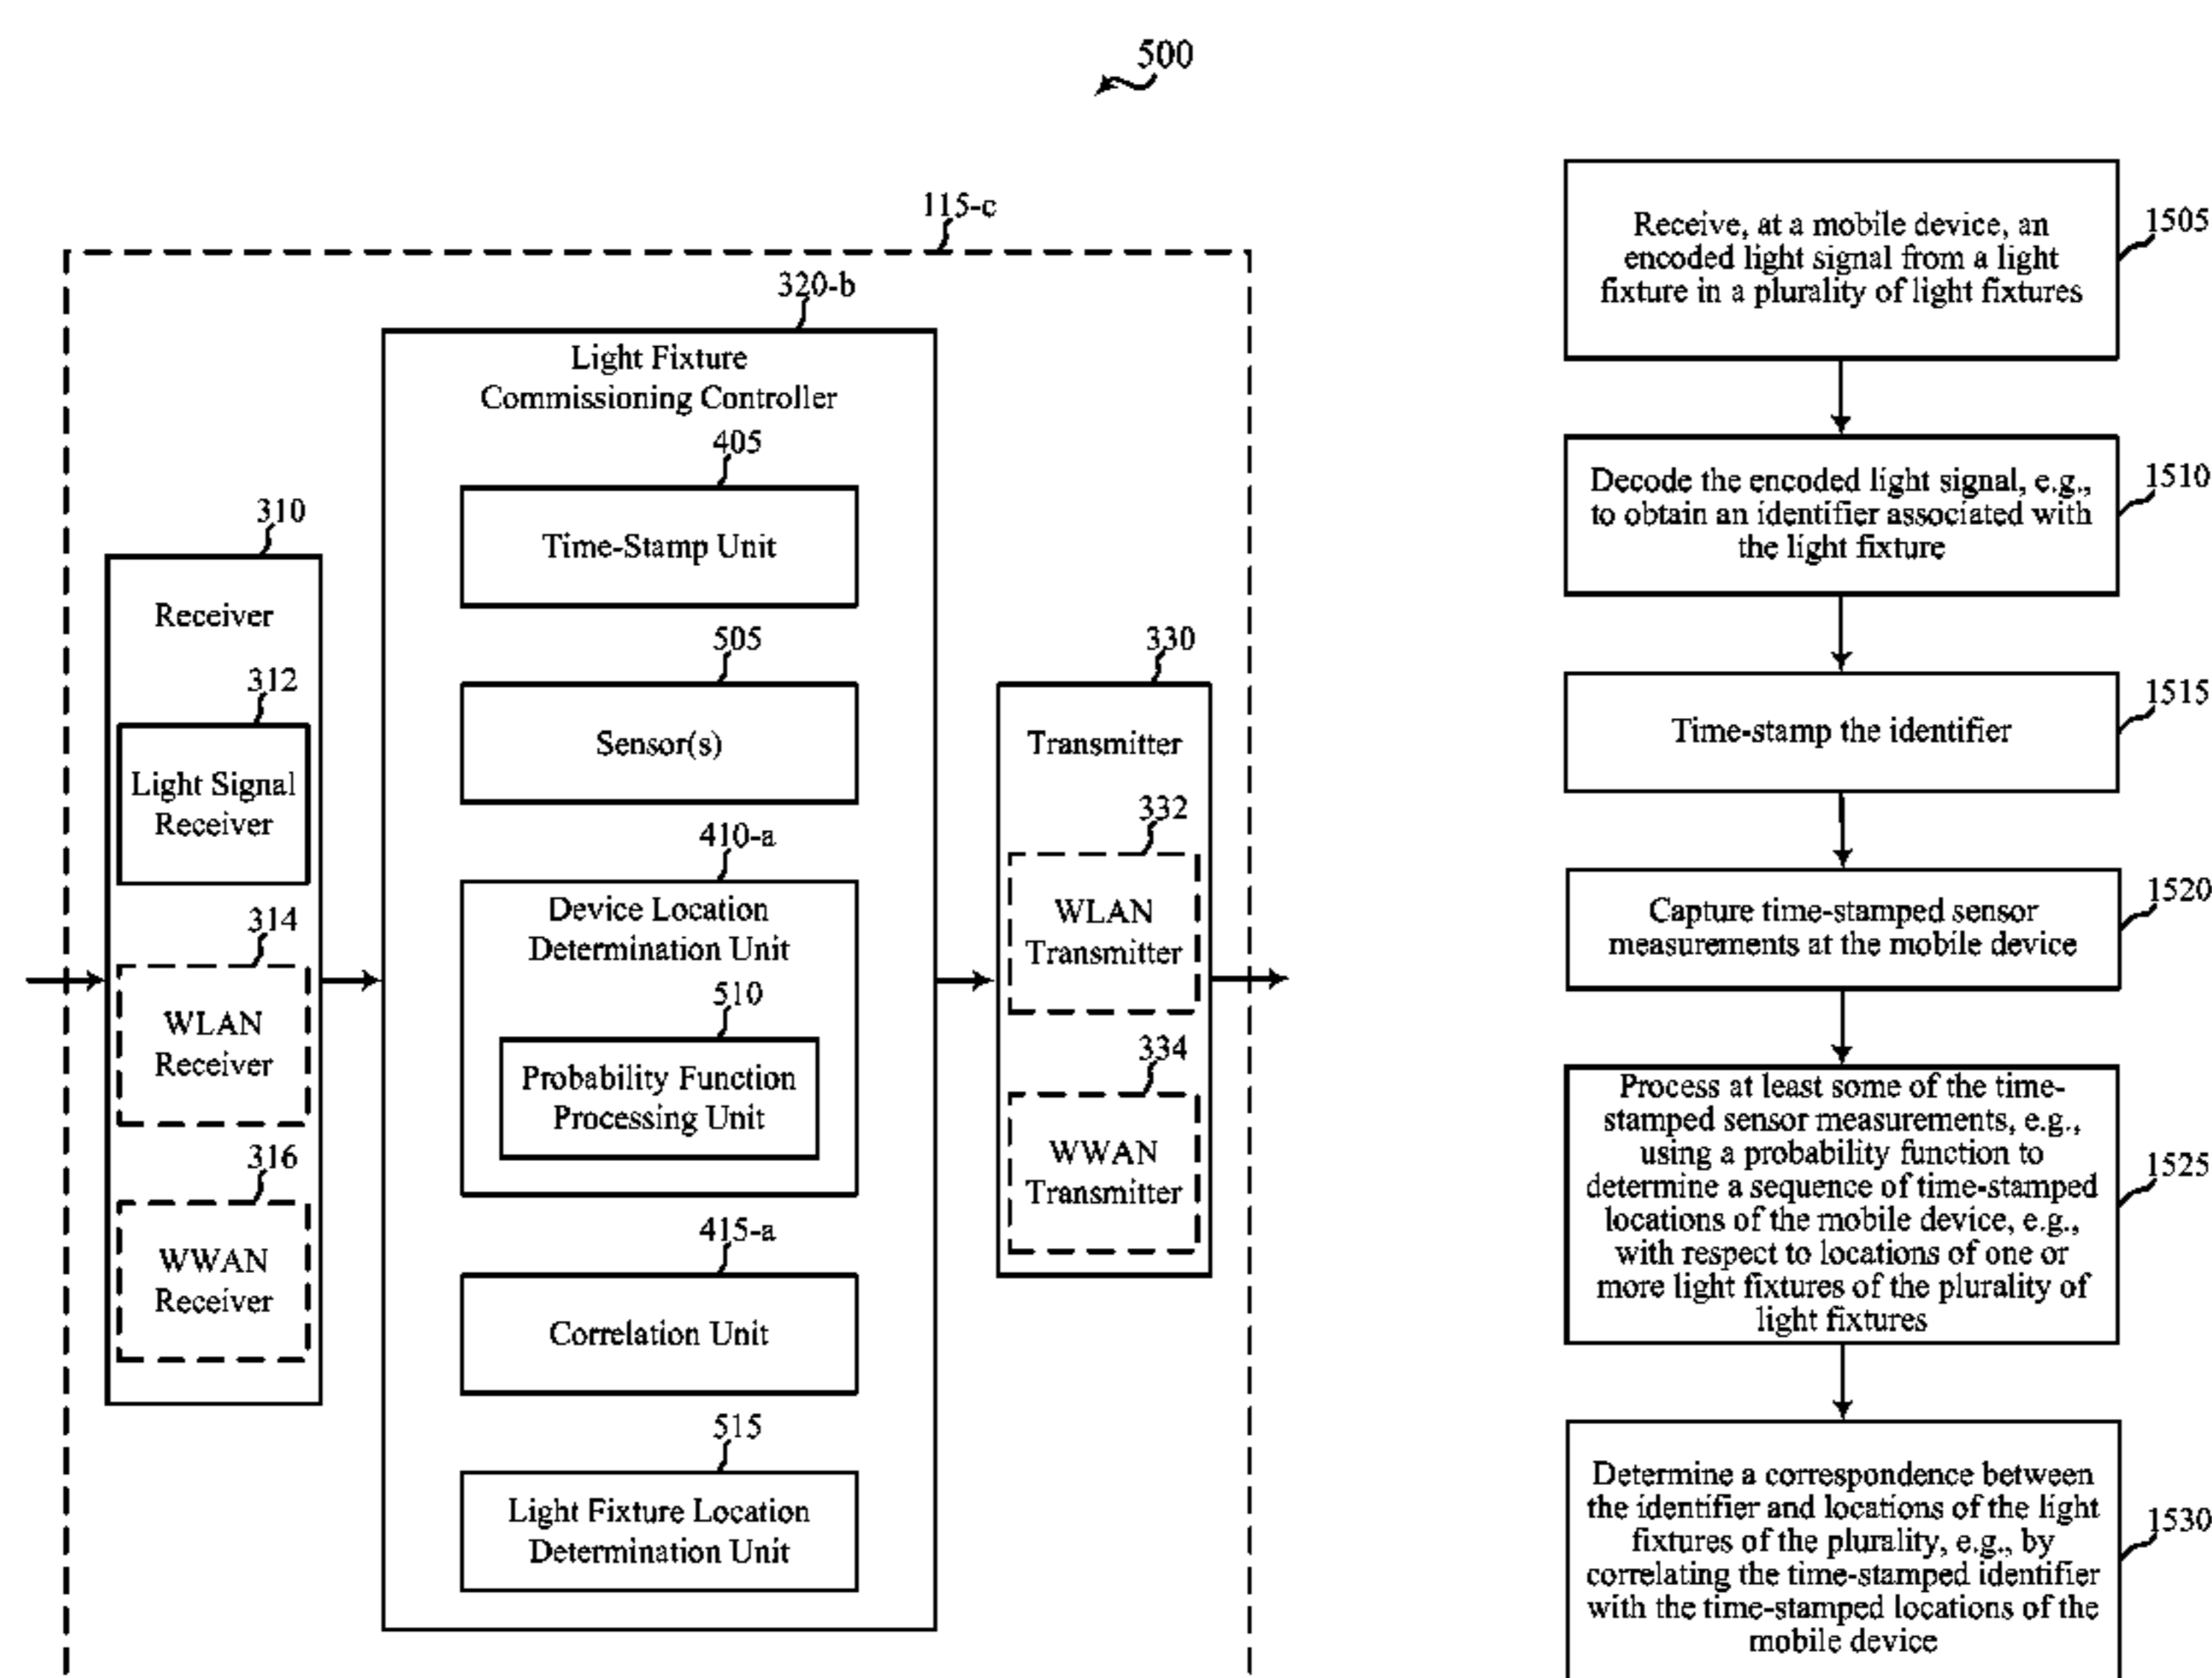 500
115-c
320-b
Light Fixture
Commissioning Controller
405
Time-Stamp Unit
505
Sensor(s)
410-a
Device Location
Determination Unit
510
Probability Function
Processing Unit
415-a
Correlation Unit
515
Light Fixture Location
Determination Unit
310
Receiver
312
Light Signal
Receiver
314
WLAN
Receiver
316
WWAN
Receiver
330
Transmitter
332
WLAN
Transmitter
334
WWAN
Transmitter
Receive, at a mobile device, an
encoded light signal from a light
fixture in a plurality of light fixtures
1505
Decode the encoded light signal, e.g.,
to obtain an identifier associated with
the light fixture
1510
Time-stamp the identifier
1515
Capture time-stamped sensor
measurements at the mobile device
1520
Process at least some of the time-
stamped sensor measurements, e.g.,
using a probability function to
determine a sequence of time-stamped
locations of the mobile device, e.g.,
with respect to locations of one or
more light fixtures of the plurality of
light fixtures
1525
Determine a correspondence between
the identifier and locations of the light
fixtures of the plurality, e.g., by
correlating the time-stamped identifier
with the time-stamped locations of the
mobile device
1530